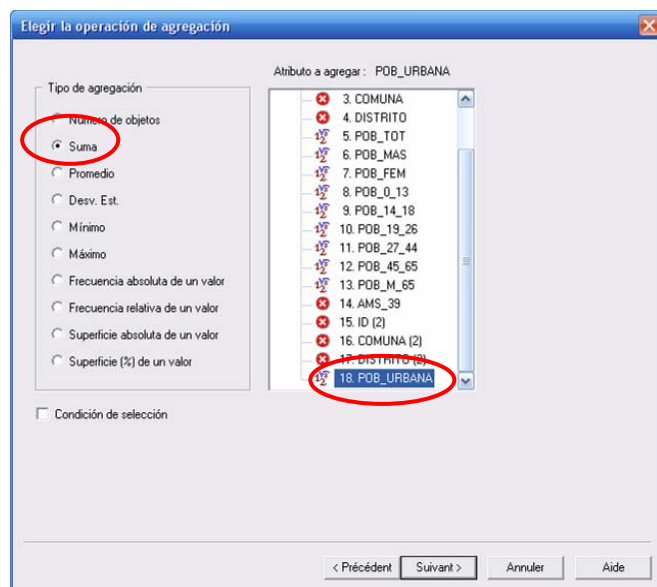 Elegir la operación de agregación
Atributo a agregar : POB_URBANA
Tipo de agregación
Número de objetos
Suma
Promedio
Desv. Est.
Mínimo
Máximo
Frecuencia absoluta de un valor
Frecuencia relativa de un valor
Superficie absoluta de un valor
Superficie (%) de un valor
3. COMUNA
4. DISTRITO
5. POB_TOT
6. POB_MAS
7. POB_FEM
8. POB_0_13
9. POB_14_18
10. POB_19_26
11. POB_27_44
12. POB_45_65
13. POB_M_65
14. AMS_39
15. ID (2)
16. COMUNA (2)
17. DISTRITO (2)
18. POB_URBANA
Condición de selección
< Précédent
Suivant >
Annuler
Aide